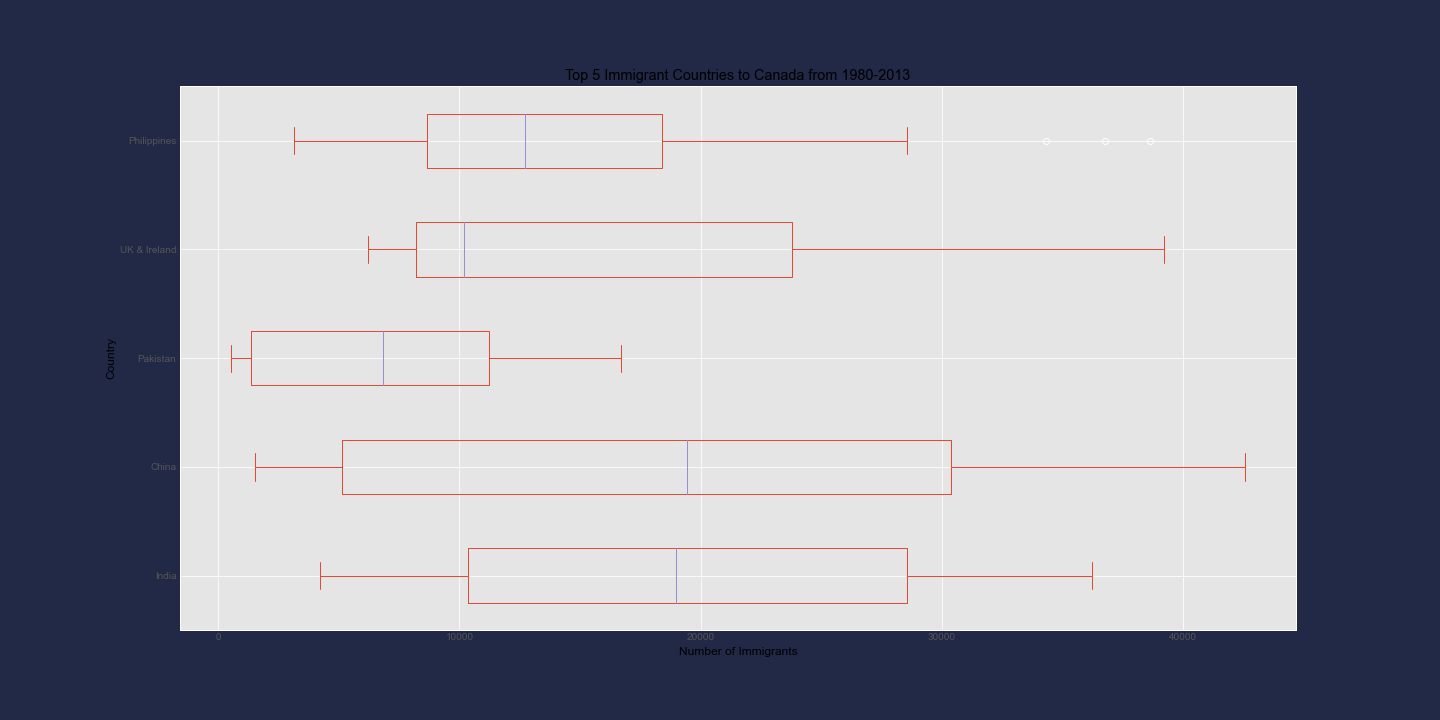 Top 5 Immigrant Countries to Canada from 1980-2013
Philippines
UK & Ireland
Pakistan
China
India
Country
0 10000 20000 30000 40000
Number of Immigrants